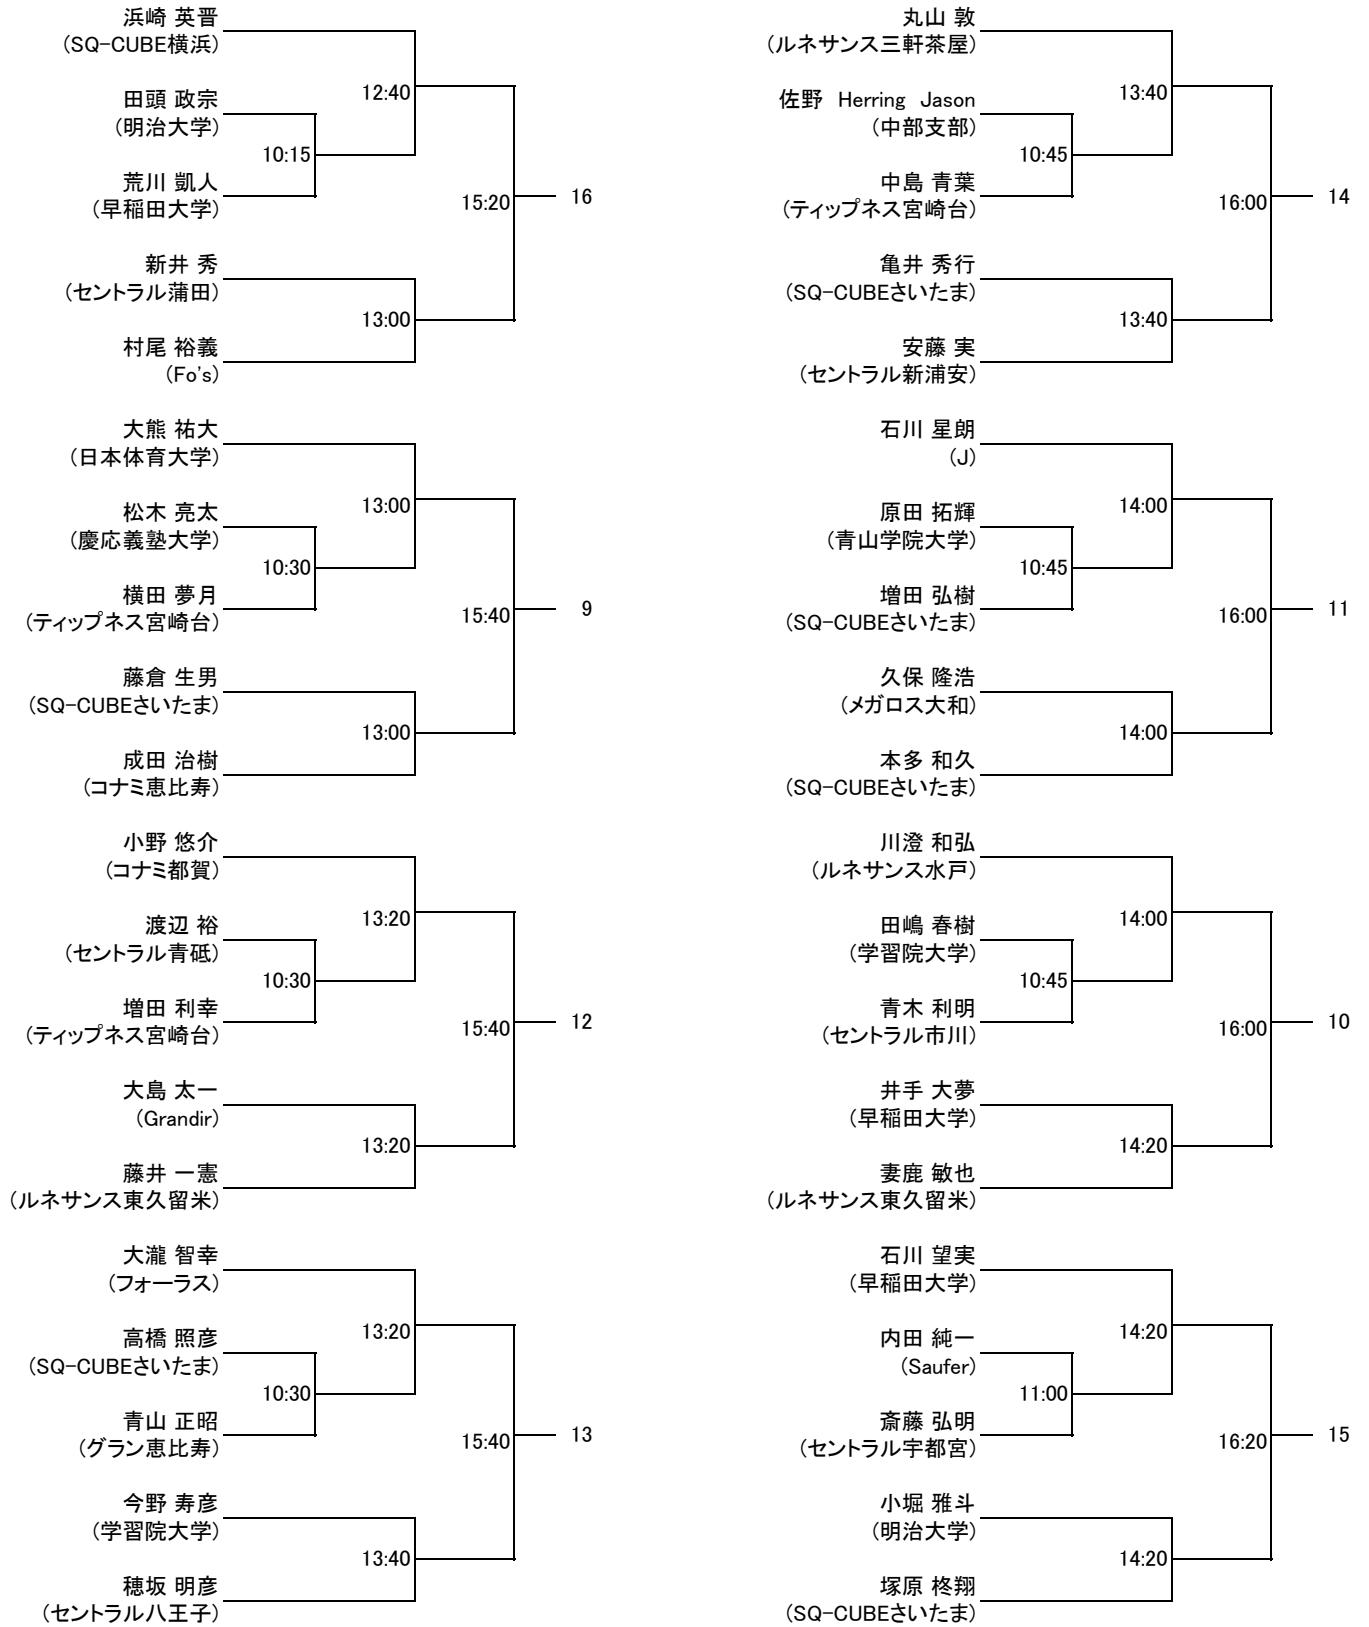 浜崎 英晋
(SQ-CUBE横浜)
12:40
田頭 政宗
(明治大学)
10:15
荒川 凱人
(早稲田大学)
15:20
16
新井 秀
(セントラル蒲田)
13:00
村尾 裕義
(Fo's)
大熊 祐大
(日本体育大学)
13:00
松木 亮太
(慶応義塾大学)
10:30
横田 夢月
(ティップネス宮崎台)
15:40
9
藤倉 生男
(SQ-CUBEさいたま)
13:00
成田 治樹
(コナミ恵比寿)
小野 悠介
(コナミ都賀)
13:20
渡辺 裕
(セントラル青砥)
10:30
増田 利幸
(ティップネス宮崎台)
15:40
12
大島 太一
(Grandir)
13:20
藤井 一憲
(ルネサンス東久留米)
大瀧 智幸
(フォーラス)
13:20
高橋 照彦
(SQ-CUBEさいたま)
10:30
青山 正昭
(グラン恵比寿)
15:40
13
今野 寿彦
(学習院大学)
13:40
穂坂 明彦
(セントラル八王子)
丸山 敦
(ルネサンス三軒茶屋)
13:40
佐野　Herring　Jason
(中部支部)
10:45
中島 青葉
(ティップネス宮崎台)
16:00
14
亀井 秀行
(SQ-CUBEさいたま)
13:40
安藤 実
(セントラル新浦安)
石川 星朗
(J)
14:00
原田 拓輝
(青山学院大学)
10:45
増田 弘樹
(SQ-CUBEさいたま)
16:00
11
久保 隆浩
(メガロス大和)
14:00
本多 和久
(SQ-CUBEさいたま)
川澄 和弘
(ルネサンス水戸)
14:00
田嶋 春樹
(学習院大学)
10:45
青木 利明
(セントラル市川)
16:00
10
井手 大夢
(早稲田大学)
14:20
妻鹿 敏也
(ルネサンス東久留米)
石川 望実
(早稲田大学)
14:20
内田 純一
(Saufer)
11:00
斎藤 弘明
(セントラル宇都宮)
16:20
15
小堀 雅斗
(明治大学)
14:20
塚原 柊翔
(SQ-CUBEさいたま)